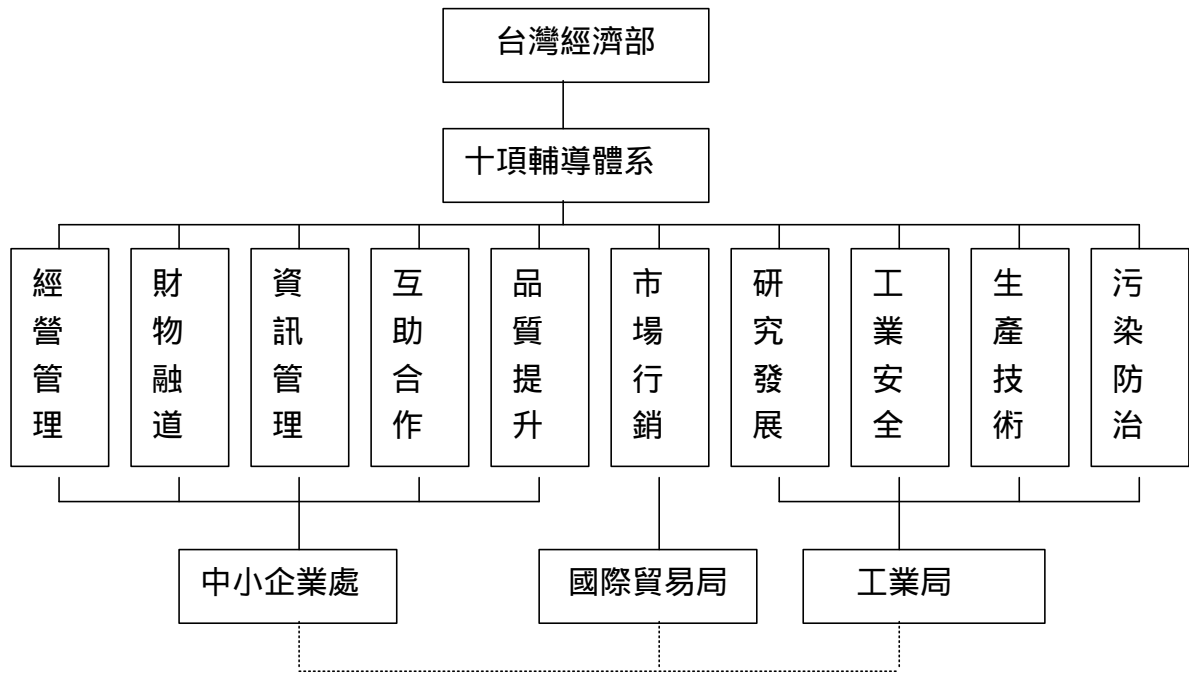 台灣經濟部
十項輔導體系
經營管理
財物融道
資訊管理
互助合作
品質提升
市場行銷
研究發展
工業安全
生產技術
污染防治
中小企業處
國際貿易局
工業局